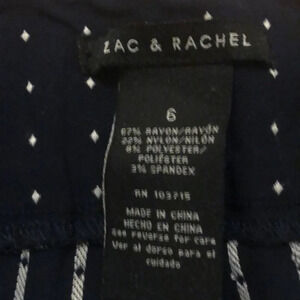 ZAC & RACHEL
6
67% RAYON/RAYÓN
22% NYLON/NILÓN
8% POLYESTER/
POLIÉSTER
3% SPANDEX
RN 103715
MADE IN CHINA
HECHO EN CHINA
See reverse for care
Ver al dorso para el
cuidado